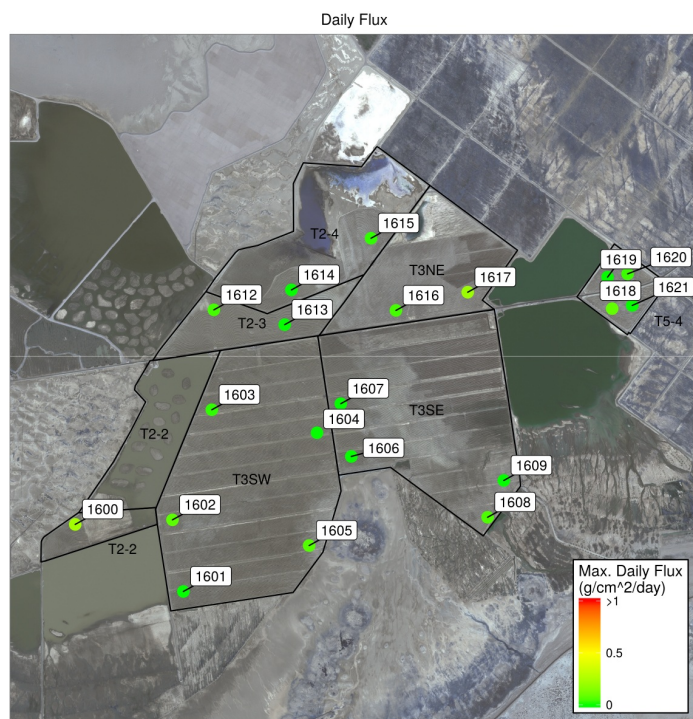 Daily Flux
1615
T2-4
T3NE
1619
1620
1614
1617
1618
1621
1612
1616
1613
T2-3
T5-4
1607
1603
T3SE
1604
T2-2
1606
T3SW
1609
1600
1602
1608
T2-2
1605
1601
Max. Daily Flux
(g/cm^2/day)
>1
0.5
0